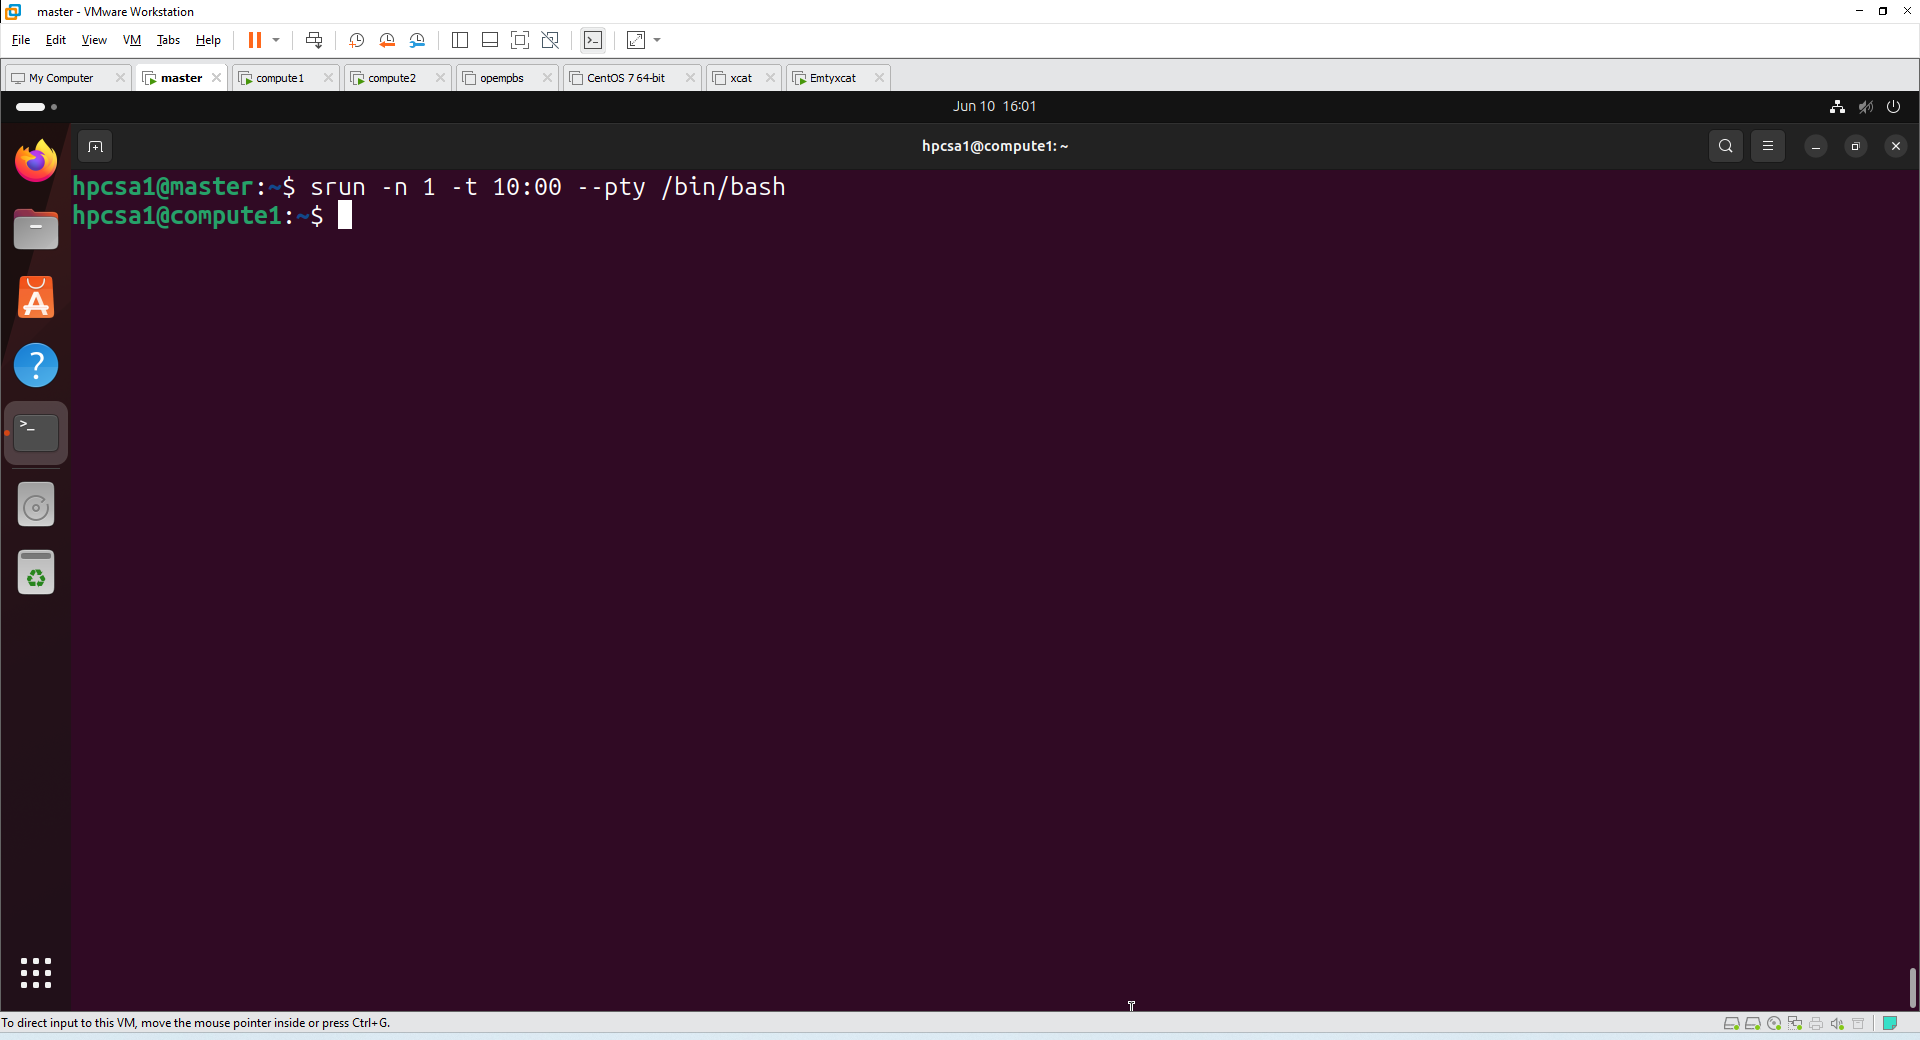 master - VMware Workstation
File Edit View VM Tabs Help
My Computer master compute1 compute2 opempbs CentOS 7 64-bit xcat Emtyxcat
Jun 10 16:01
hpcsa1@compute1: ~
hpcsa1@master:~$ srun -n 1 -t 10:00 --pty /bin/bash
hpcsa1@compute1:~$
To direct input to this VM, move the mouse pointer inside or press Ctrl+G.